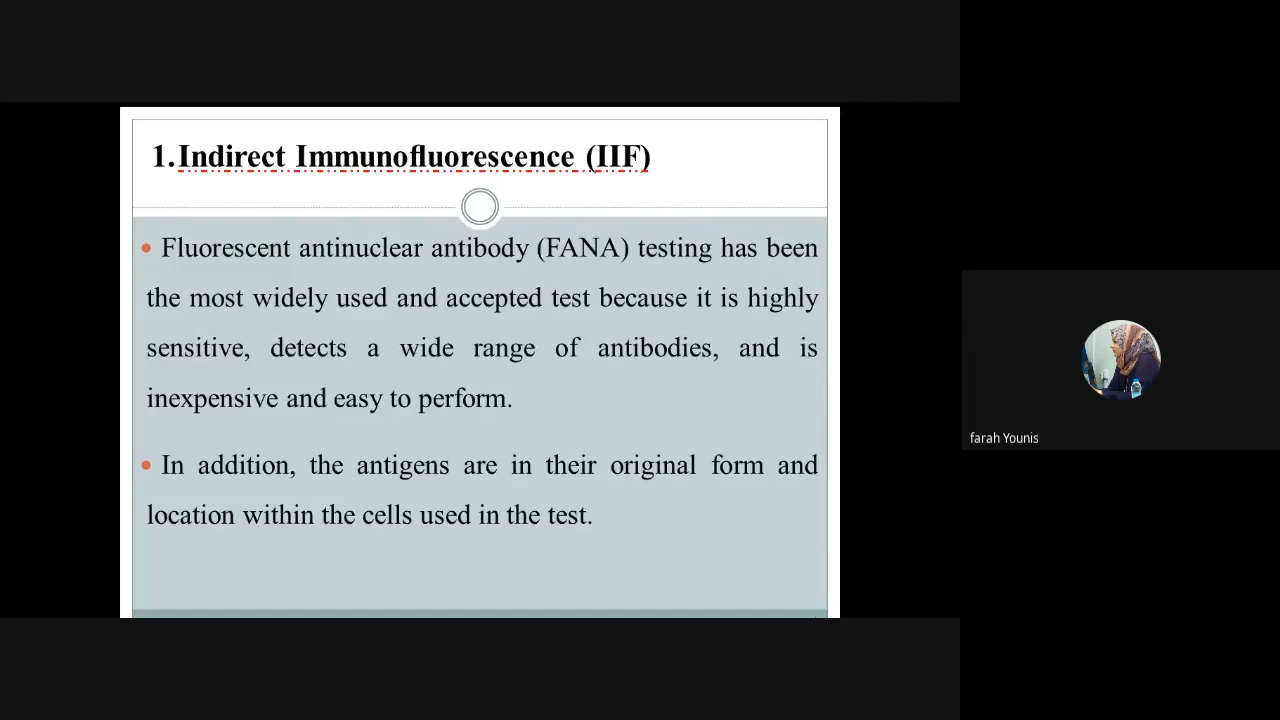 1. Indirect Immunofluorescence (IIF)
• Fluorescent antinuclear antibody (FANA) testing has been
the most widely used and accepted test because it is highly
sensitive, detects a wide range of antibodies, and is
inexpensive and easy to perform.
• In addition, the antigens are in their original form and
location within the cells used in the test.
farah Younis